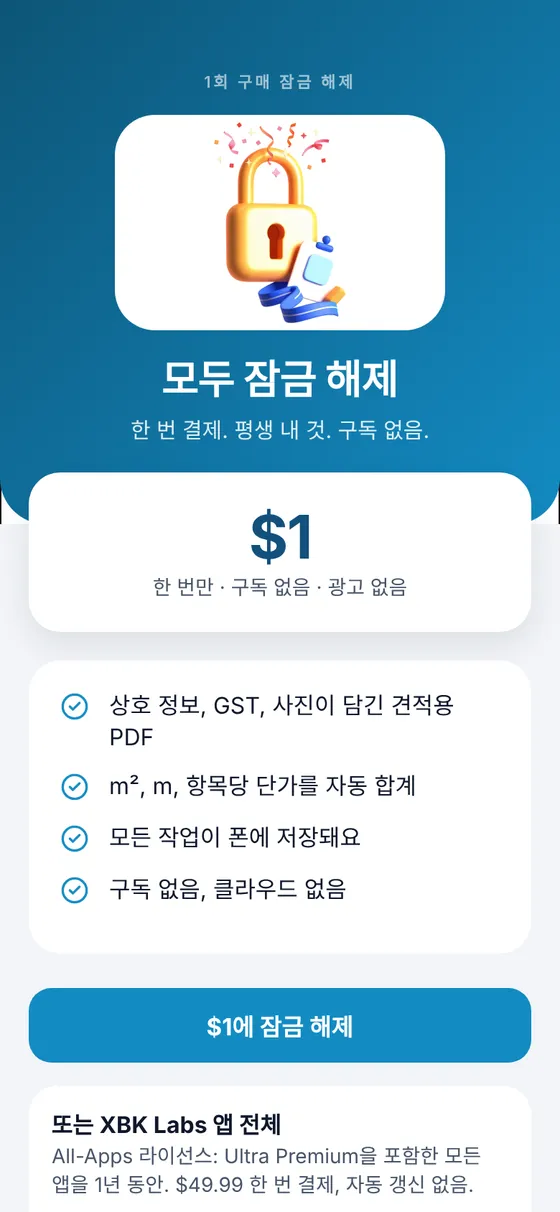 1회 구매 잠금 해제
모두 잠금 해제
한 번 결제. 평생 내 것. 구독 없음.
$1
한 번만 · 구독 없음 · 광고 없음
상호 정보, GST, 사진이 담긴 견적용
PDF
m², m, 항목당 단가를 자동 합계
모든 작업이 폰에 저장돼요
구독 없음, 클라우드 없음
$1에 잠금 해제
또는 XBK Labs 앱 전체
All-Apps 라이선스: Ultra Premium을 포함한 모든
앱을 1년 동안. $49.99 한 번 결제, 자동 갱신 없음.